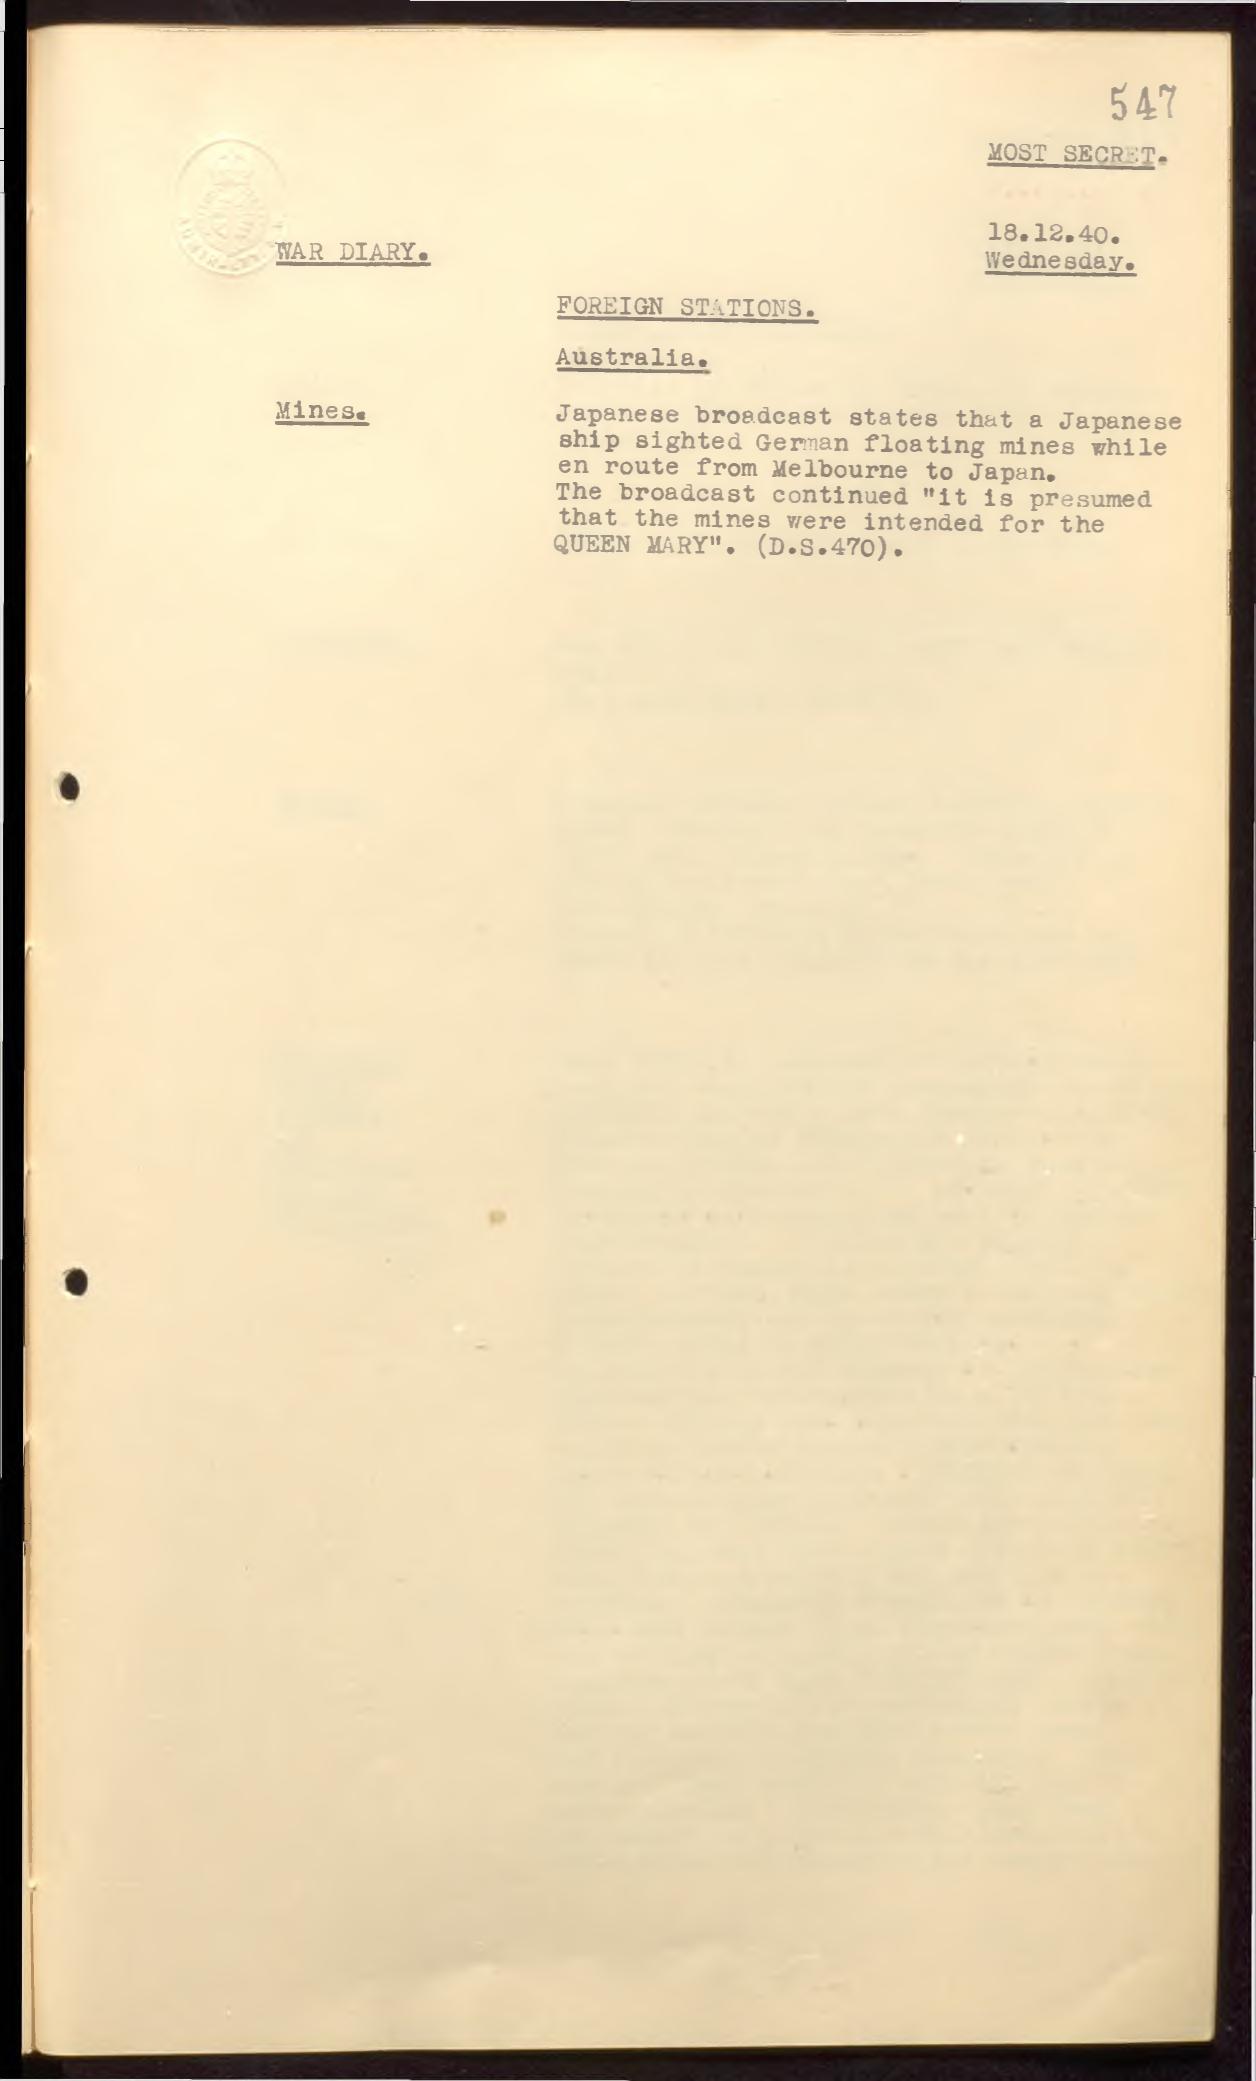 547
MOST SECRET.
18.12.40.
WAR DIARY.
Wednesday.
FOREIGN STATIONS.
Australia.
Mines.
Japanese broadcast states that a Japanese
ship sighted German floating mines while
en route from Melbourne to Japan.
The broadcast continued "it is presumed
that the mines were intended for the
QUEEN MARY". (D.S.470).